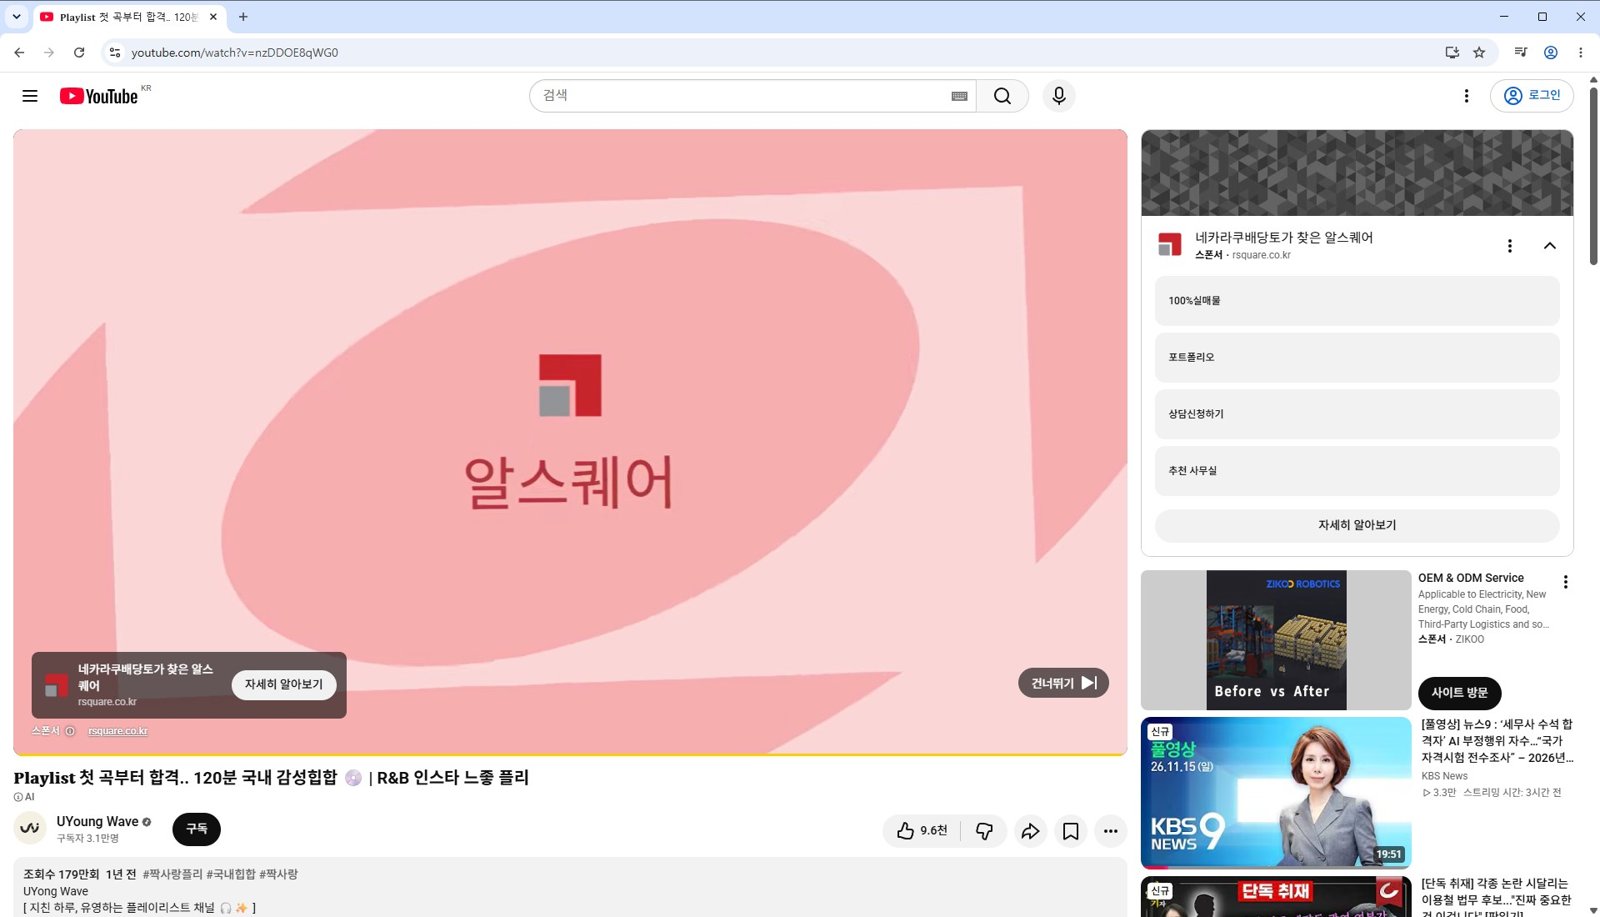 Playlist 첫 곡부터 합격.. 120분
youtube.com/watch?v=nzDDOE8qWG0
YouTube KR
검색
로그인
알스퀘어
네카라쿠배당토가 찾은 알스
퀘어
rsquare.co.kr
자세히 알아보기
건너뛰기
스폰서
rsquare.co.kr
Playlist 첫 곡부터 합격.. 120분 국내 감성힙합 💿 | R&B 인스타 느좋 플리
AI
UYoung Wave
구독자 3.1만명
구독
9.6천
조회수 179만회 1년 전 #짝사랑플리 #국내힙합 #짝사랑
UYong Wave
[ 지친 하루, 유영하는 플레이리스트 채널 🎧 ✨ ]
네카라쿠배당토가 찾은 알스퀘어
스폰서 · rsquare.co.kr
100%실매물
포트폴리오
상담신청하기
추천 사무실
자세히 알아보기
ZIKOO ROBOTICS
Before vs After
OEM & ODM Service
Applicable to Electricity, New
Energy, Cold Chain, Food,
Third-Party Logistics and so...
스폰서 · ZIKOO
사이트 방문
신규
풀영상
26.11.15(일)
KBS
NEWS 9
19:51
[풀영상] 뉴스9 : ‘세무사 수석 합
격자’ AI 부정행위 자수…“국가
자격시험 전수조사” – 2026년...
KBS News
3.3만 스트리밍 시간: 3시간 전
신규
단독 취재
[단독 취재] 각종 논란 시달리는
이용철 법무 후보..."진짜 중요한